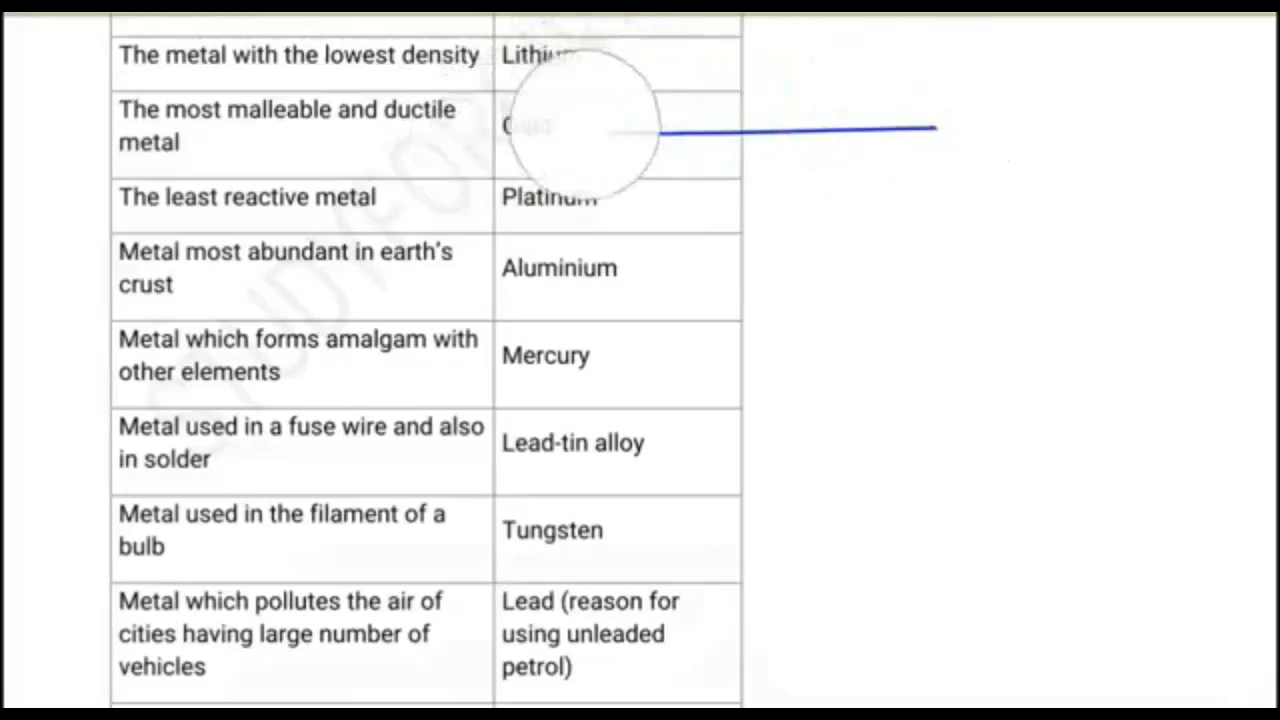 The metal with the lowest density
Lithium
The most malleable and ductile
metal
The least reactive metal
Platinum
Metal most abundant in earth's
crust
Aluminium
Metal which forms amalgam with
other elements
Mercury
Metal used in a fuse wire and also
in solder
Lead-tin alloy
Metal used in the filament of a
bulb
Tungsten
Metal which pollutes the air of
cities having large number of
vehicles
Lead (reason for
using unleaded
petrol)